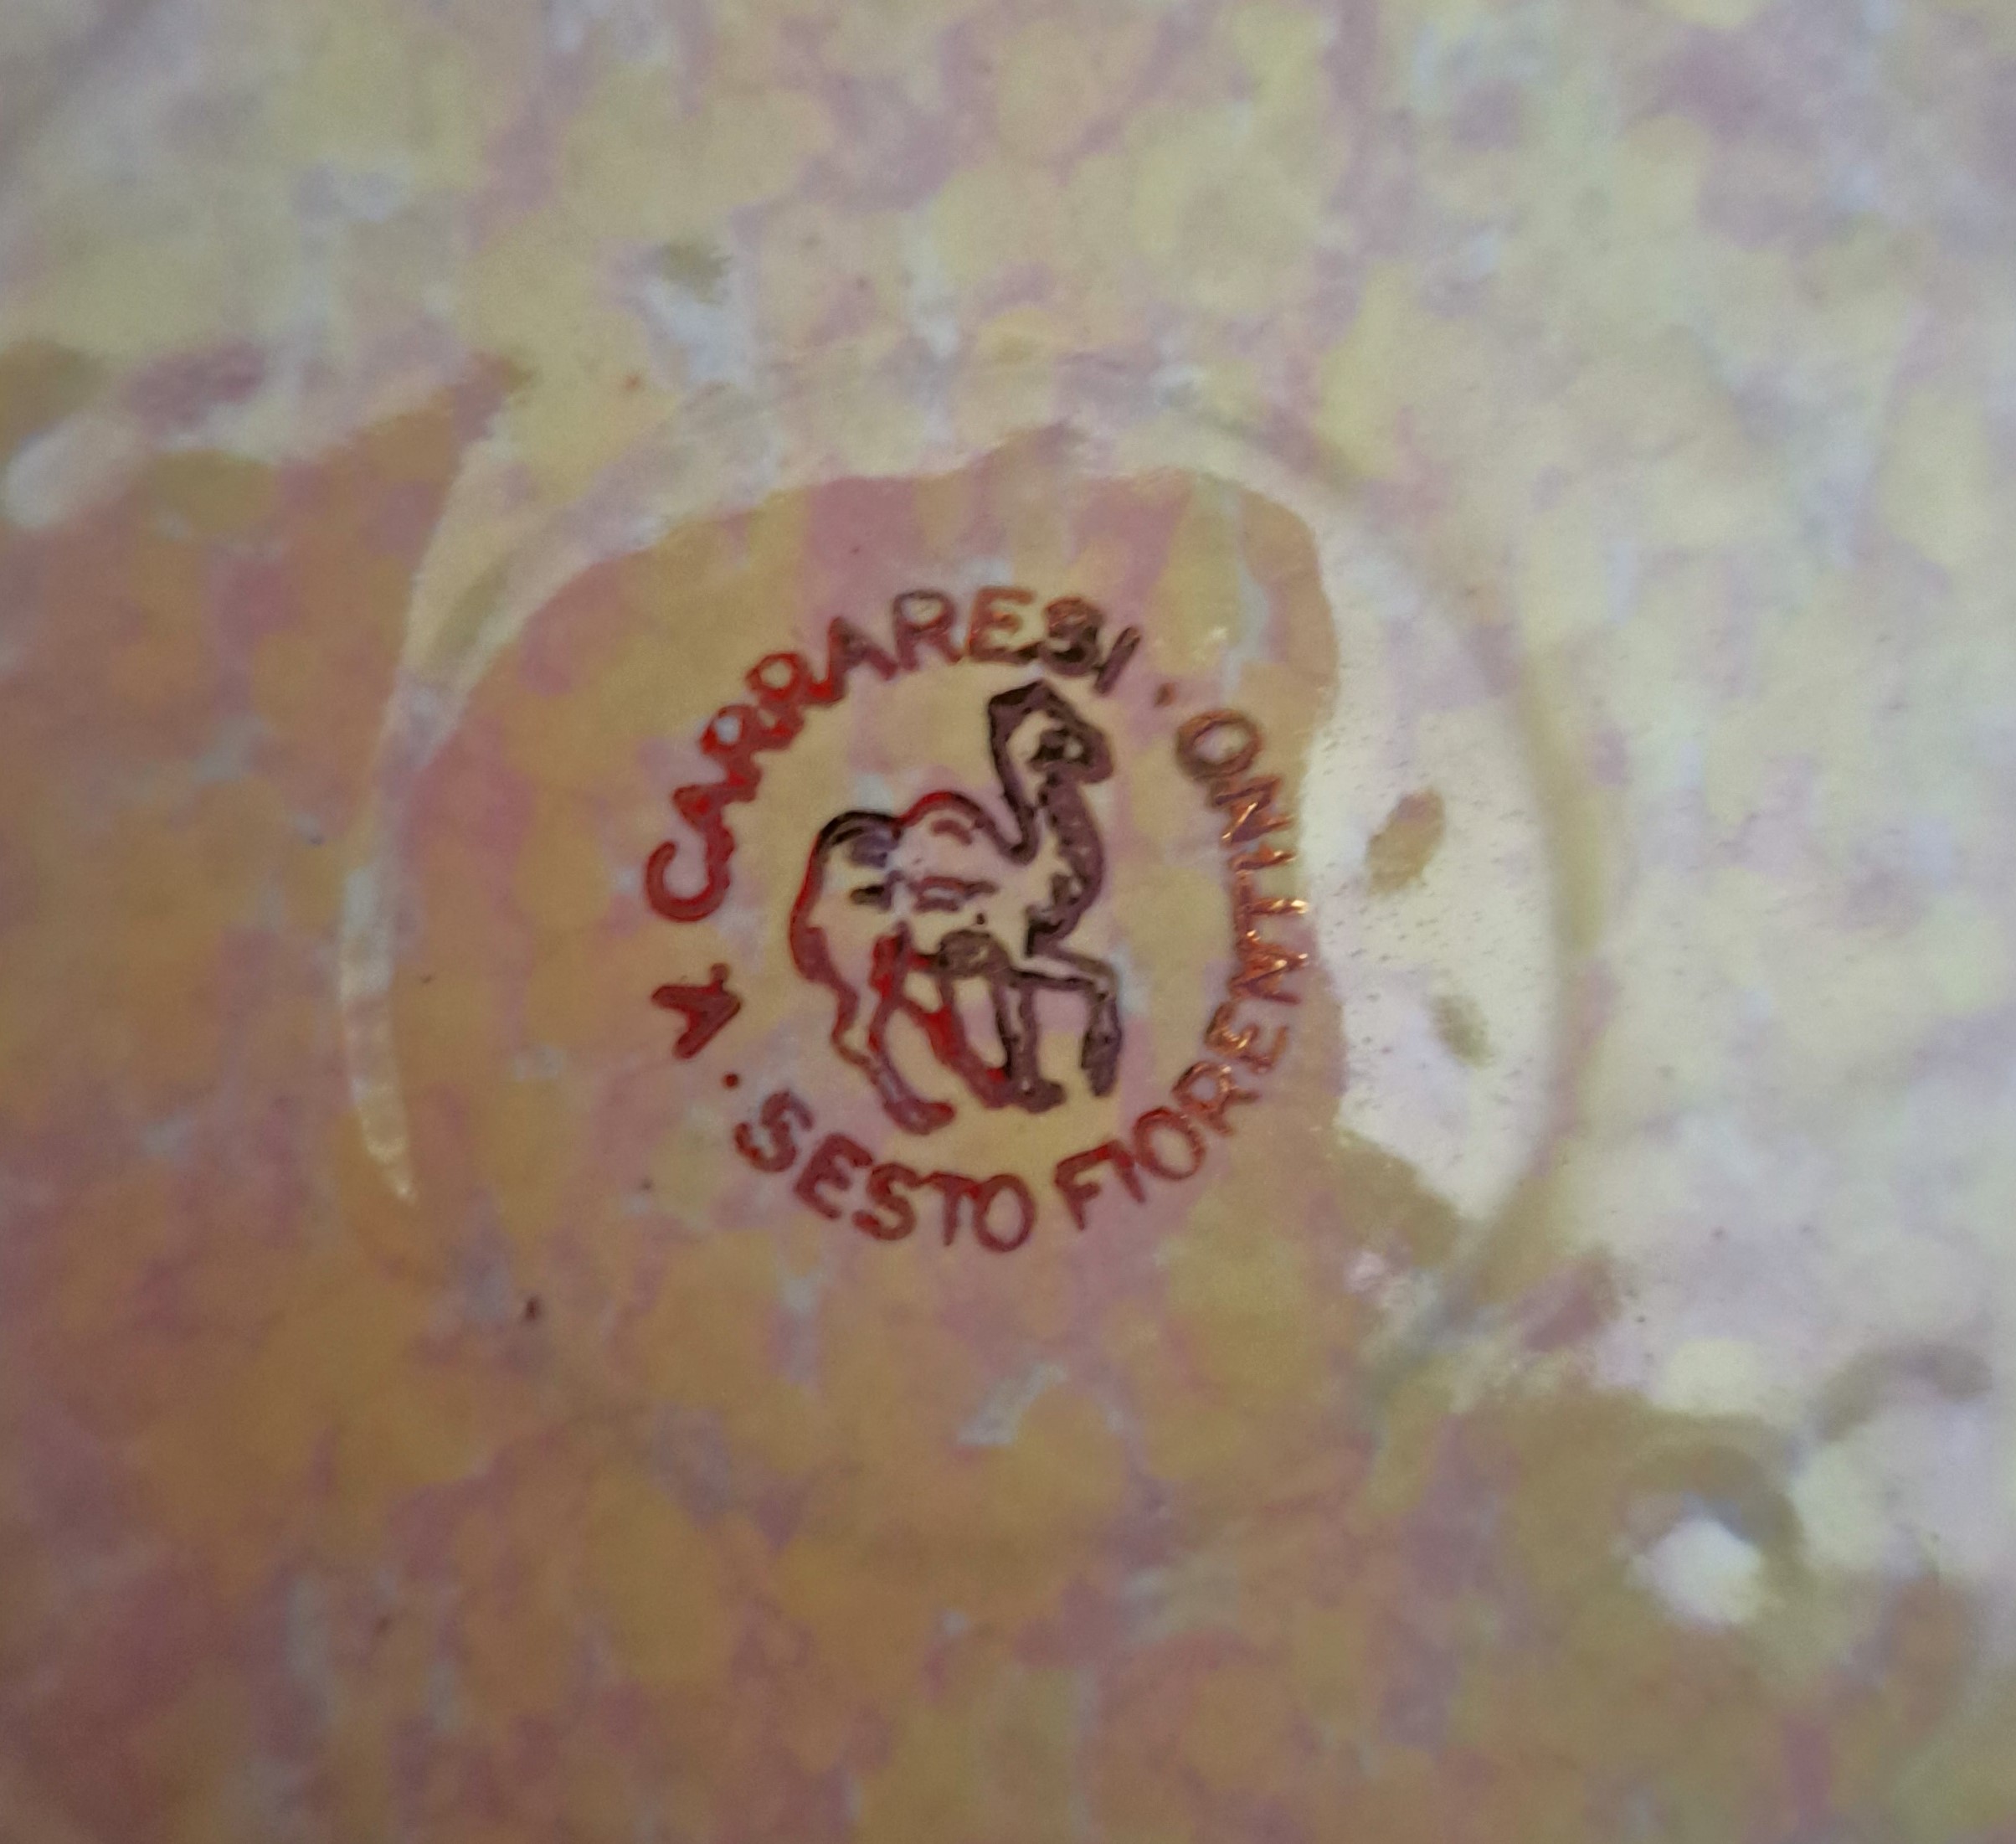 A CARRARESI · SESTO FIORENTINO ·